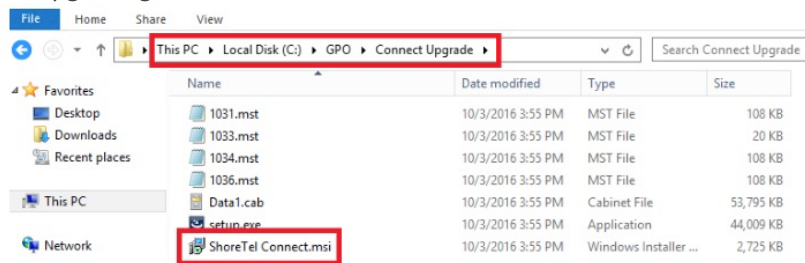 File Home Share View
This PC ▸ Local Disk (C:) ▸ GPO ▸ Connect Upgrade ▸ Search Connect Upgrade
Name Date modified Type Size
Favorites
Desktop
Downloads
Recent places
This PC
Network
1031.mst 10/3/2016 3:55 PM MST File 108 KB
1033.mst 10/3/2016 3:55 PM MST File 20 KB
1034.mst 10/3/2016 3:55 PM MST File 108 KB
1036.mst 10/3/2016 3:55 PM MST File 108 KB
Data1.cab 10/3/2016 3:55 PM Cabinet File 53,795 KB
setup.exe 10/3/2016 3:55 PM Application 44,009 KB
ShoreTel Connect.msi 10/3/2016 3:55 PM Windows Installer ... 2,725 KB